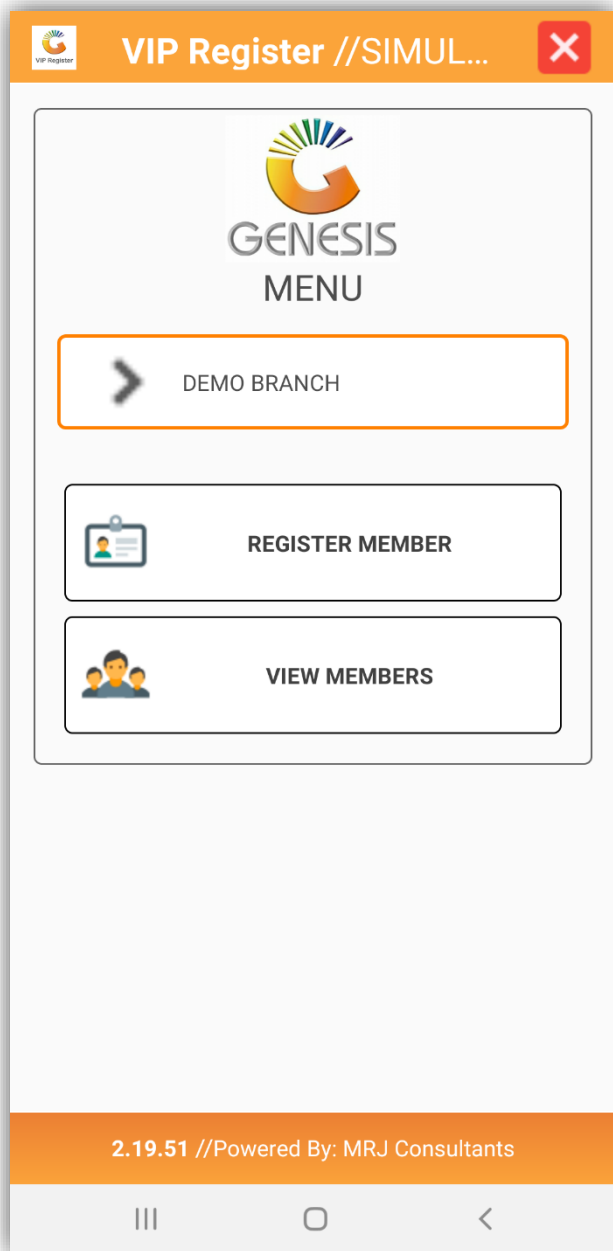 VIP Register
VIP Register //SIMUL...
GENESIS
MENU
DEMO BRANCH
REGISTER MEMBER
VIEW MEMBERS
2.19.51 //Powered By: MRJ Consultants